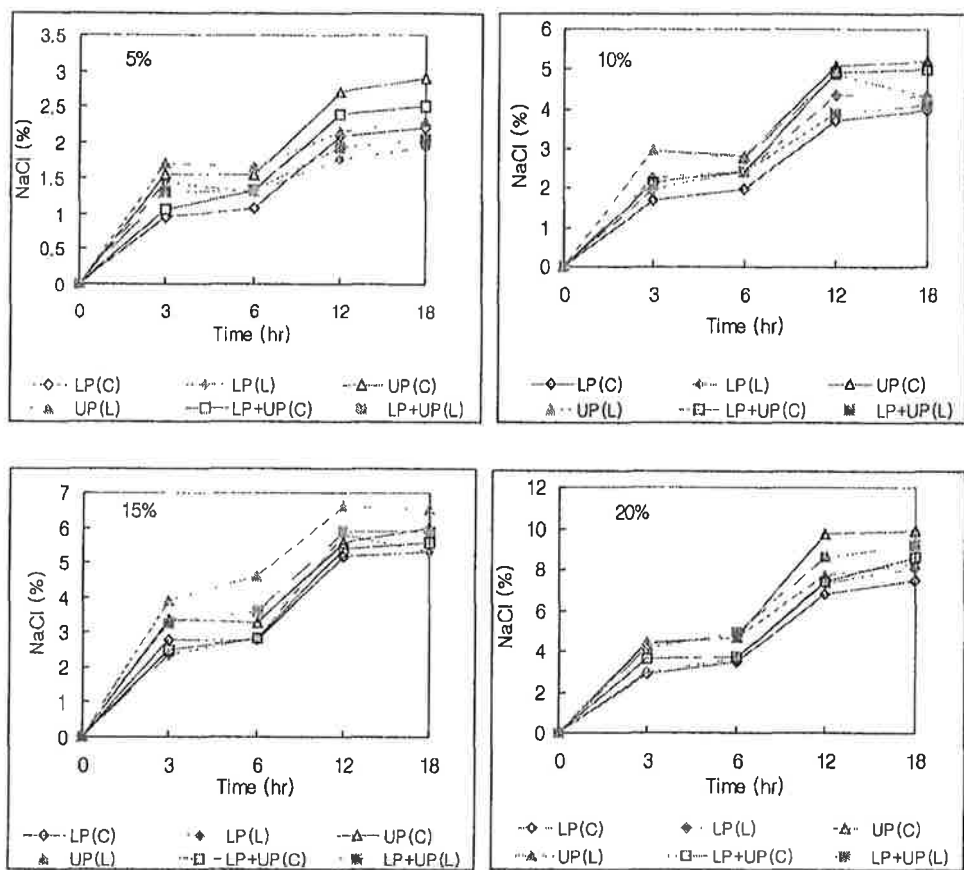 5%
3.5
3
2.5
2
1.5
1
0.5
0
NaCl (%)
0 3 6 12 18
Time (hr)
LP(C) LP(L) UP(C)
UP(L) LP+UP(C) LP+UP(L)
10%
6
5
4
3
2
1
0
NaCl (%)
0 3 6 12 18
Time (hr)
LP(C) LP(L) UP(C)
UP(L) LP+UP(C) LP+UP(L)
15%
7
6
5
4
3
2
1
0
NaCl (%)
0 3 6 12 18
Time (hr)
LP(C) LP(L) UP(C)
UP(L) LP+UP(C) LP+UP(L)
20%
12
10
8
6
4
2
0
NaCl (%)
0 3 6 12 18
Time (hr)
LP(C) LP(L) UP(C)
UP(L) LP+UP(C) LP+UP(L)